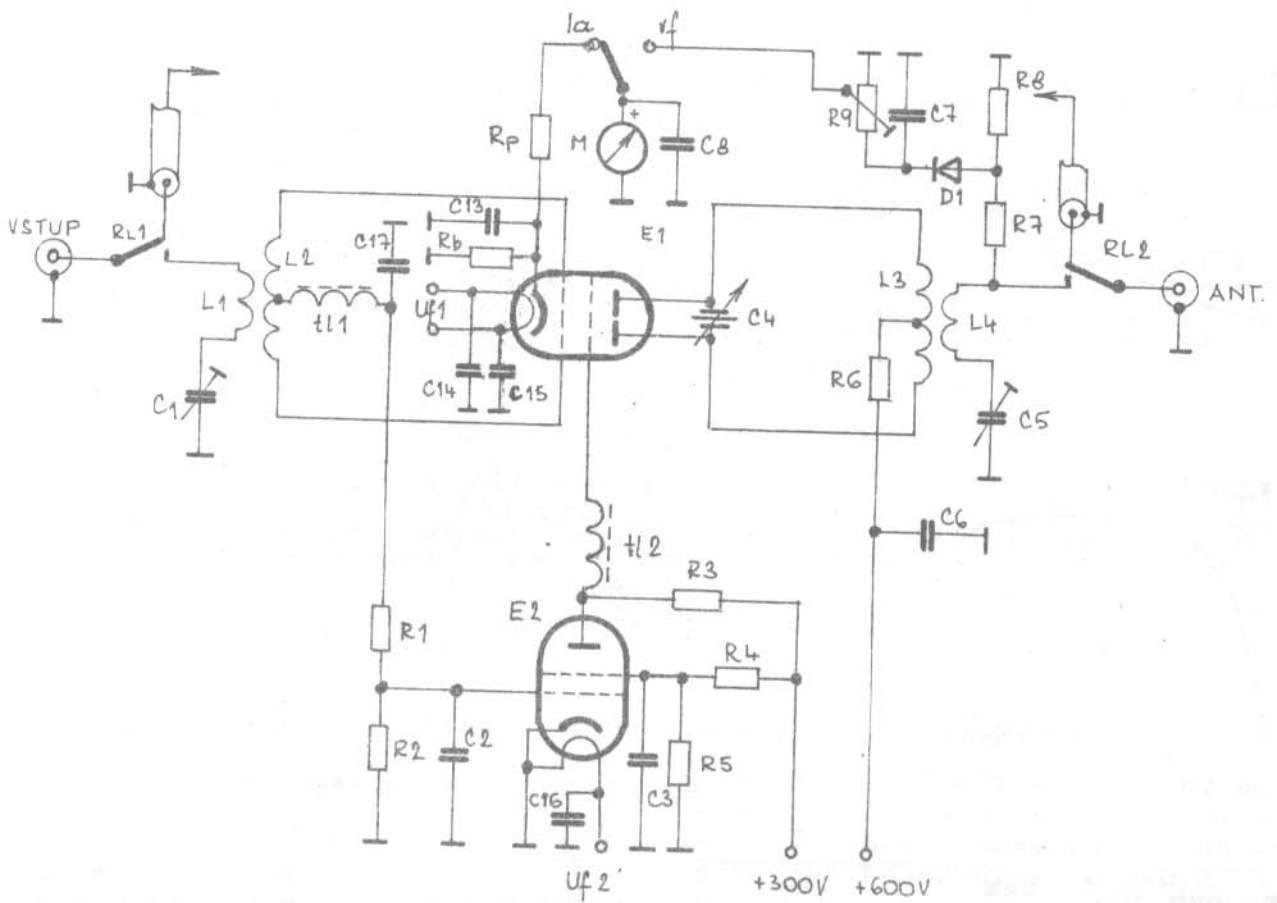 Ia
vf
R8
Rp
M
+
C8
R9
C7
D1
VSTUP
RL1
C17
C13
E1
R7
RL2
L2
Rb
L3
L1
tl1
Uf1
C4
L4
ANT.
C1
C14
C15
R6
C5
tl2
C6
R3
E2
R1
R4
R2
C2
C16
C3
R5
Uf2
+300V
+600V